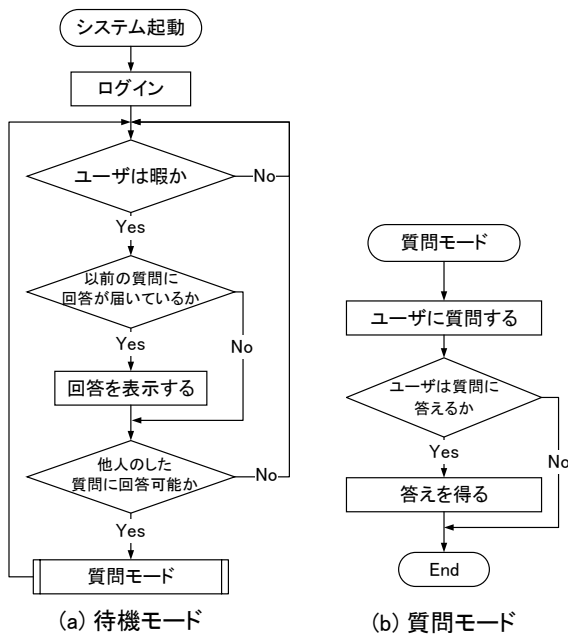 システム起動
ログイン
ユーザは暇か
No
Yes
以前の質問に
回答が届いているか
Yes
No
回答を表示する
他人のした
質問に回答可能か
No
Yes
質問モード
(a) 待機モード
質問モード
ユーザに質問する
ユーザは質問に
答えるか
Yes
No
答えを得る
End
(b) 質問モード